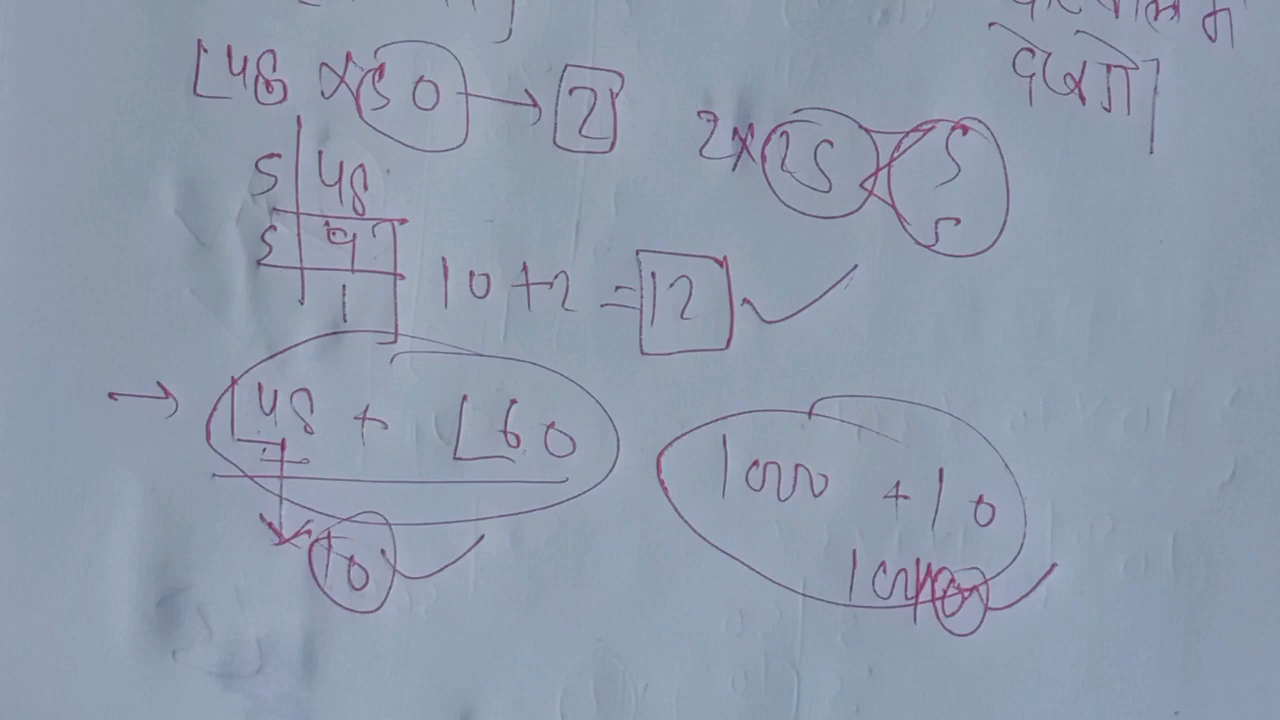 देखेंगे।
∟48 × 50 → 2
2 × 25 5
5
5 | 48
5 | 9
1
10 + 2 = 12
→ ∟48 + ∟60
10
1000 + 10
1010